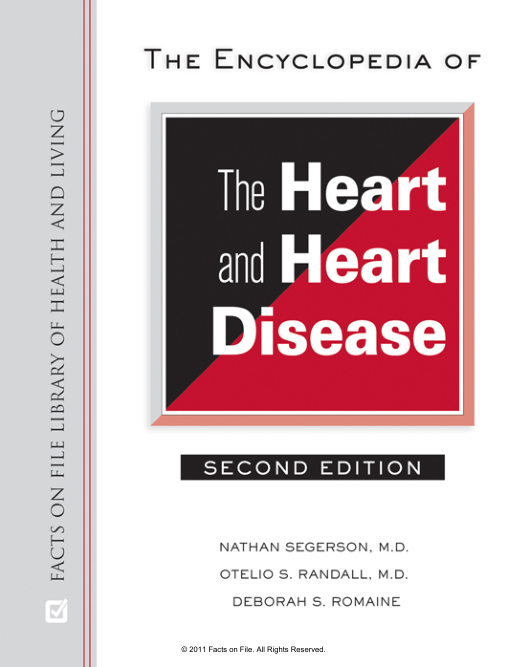 THE ENCYCLOPEDIA OF
The Heart
and Heart
Disease
SECOND EDITION
NATHAN SEGERSON, M.D.
OTELIO S. RANDALL, M.D.
DEBORAH S. ROMAINE
© 2011 Facts on File. All Rights Reserved.
FACTS ON FILE LIBRARY OF HEALTH AND LIVING